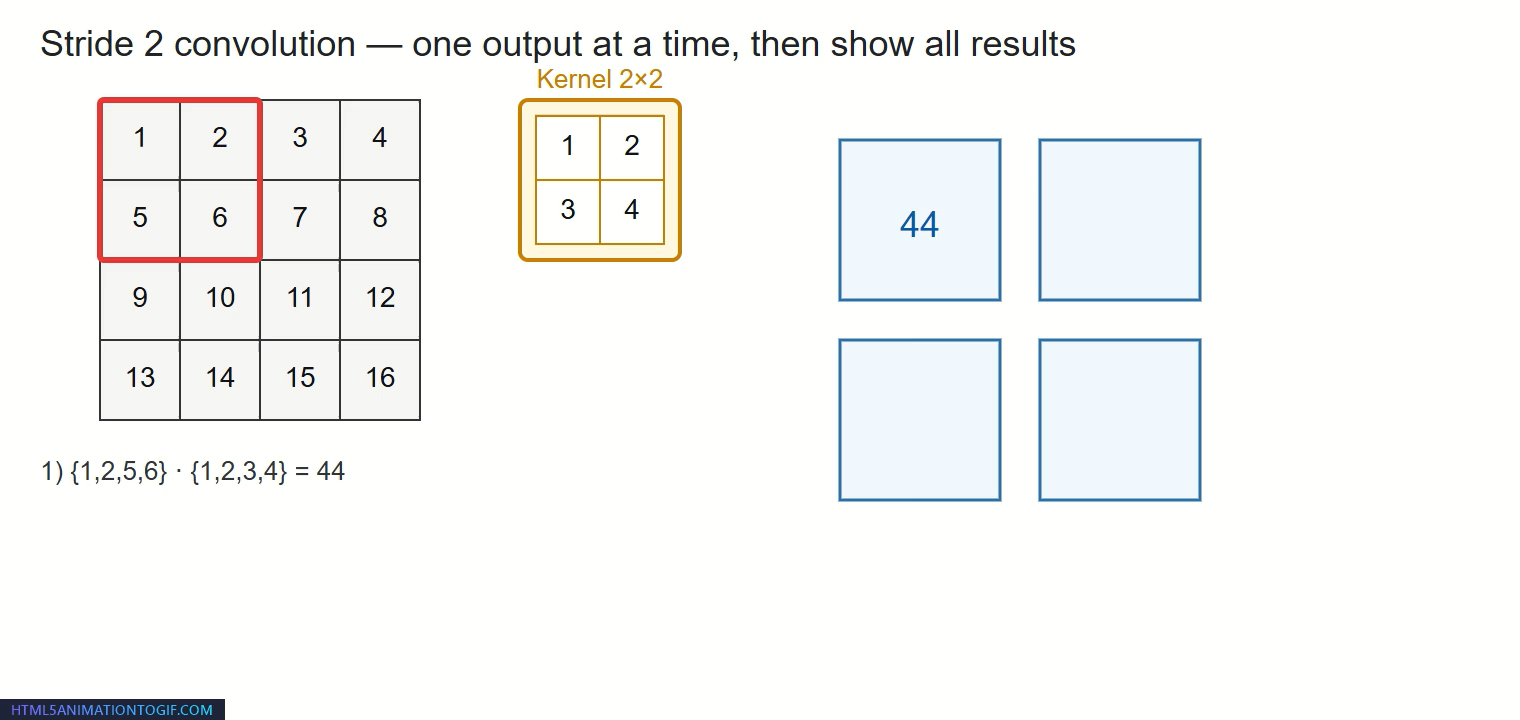 Stride 2 convolution — one output at a time, then show all results
Kernel 2×2
1 2 3 4
5 6 7 8
9 10 11 12
13 14 15 16
1 2
3 4
44
1) {1,2,5,6} · {1,2,3,4} = 44
HTML5ANIMATIONTOGIF.COM